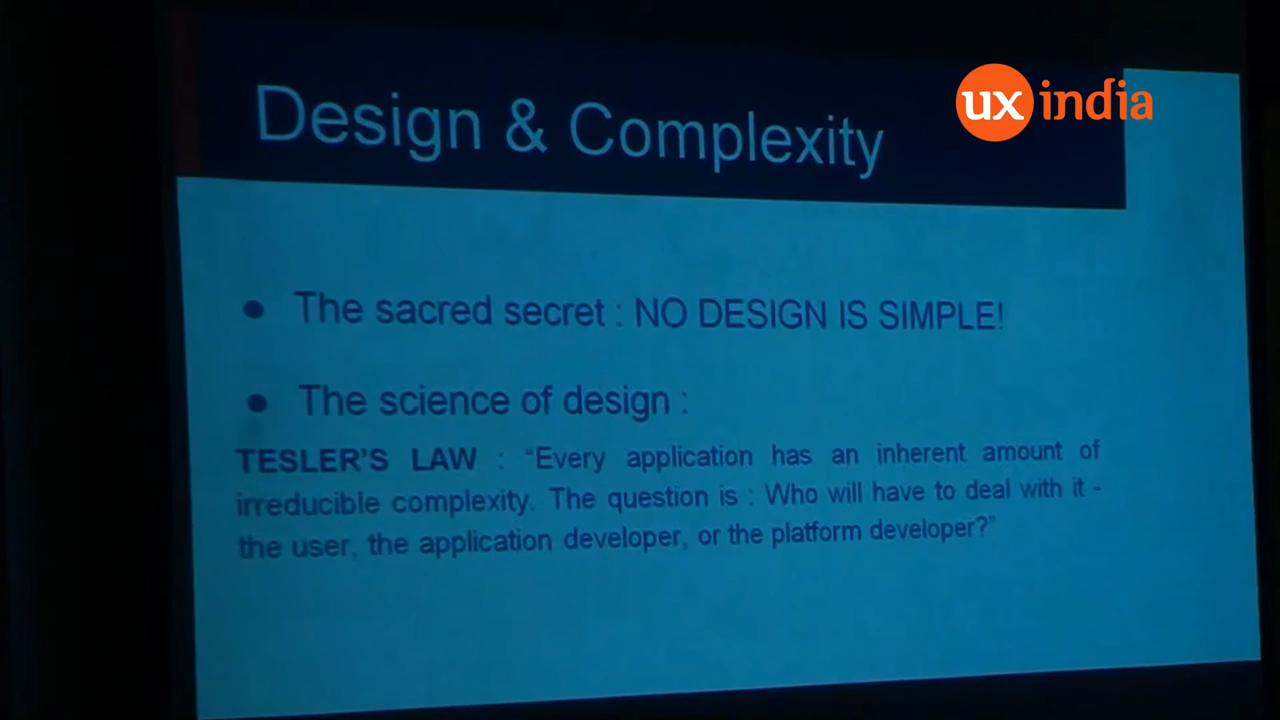 Design & Complexity
ux india
• The sacred secret : NO DESIGN IS SIMPLE!
• The science of design :
TESLER'S LAW : “Every application has an inherent amount of
irreducible complexity. The question is : Who will have to deal with it -
the user, the application developer, or the platform developer?”